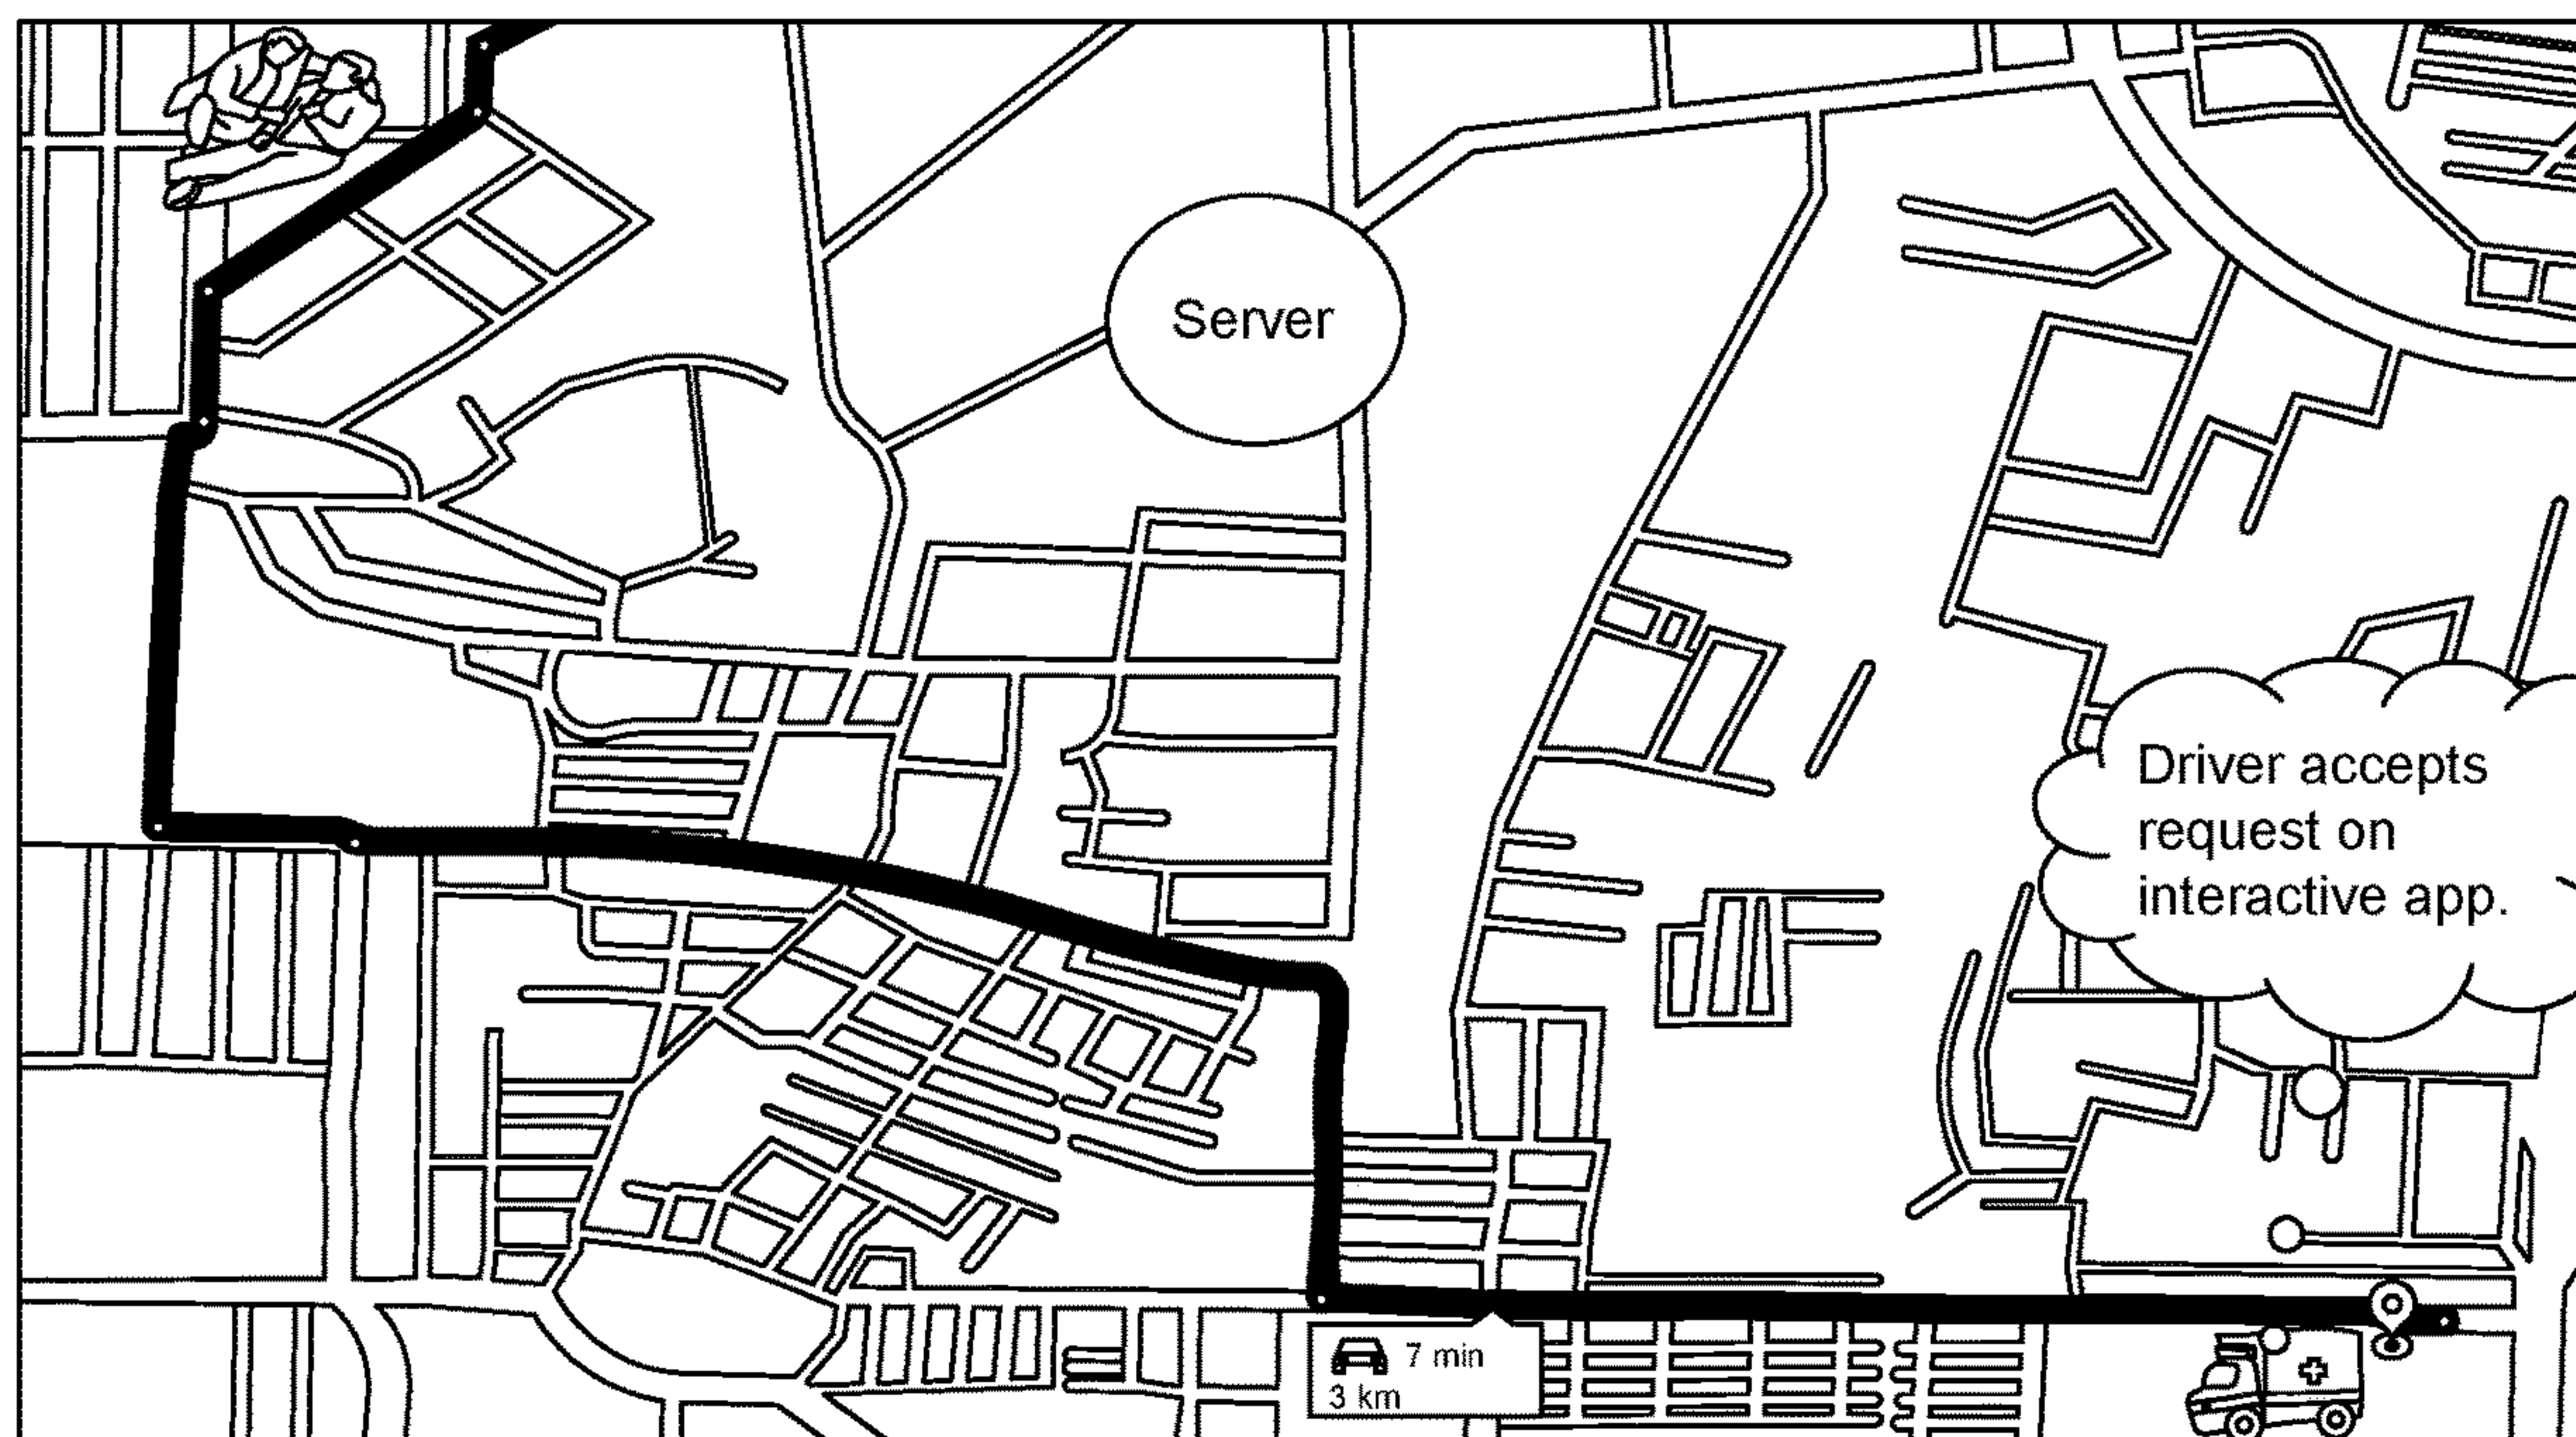 Server
Driver accepts
request on
interactive app.
7 min
3 km